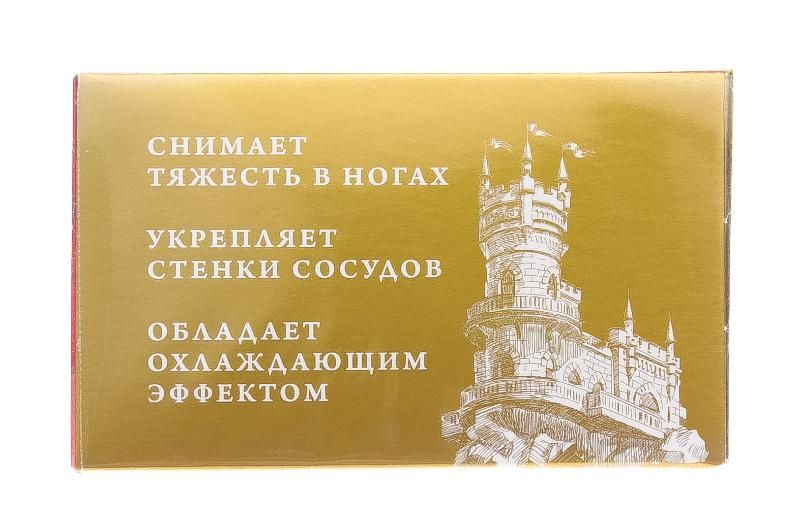 СНИМАЕТ
ТЯЖЕСТЬ В НОГАХ
УКРЕПЛЯЕТ
СТЕНКИ СОСУДОВ
ОБЛАДАЕТ
ОХЛАЖДАЮЩИМ
ЭФФЕКТОМ